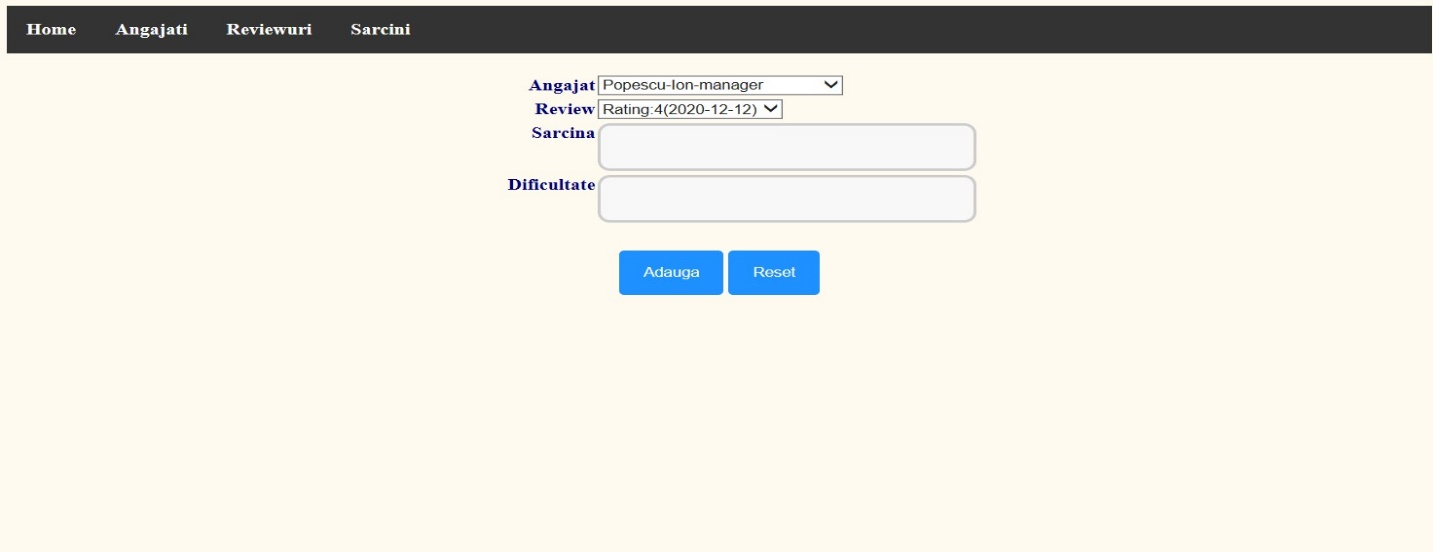 Home Angajati Reviewuri Sarcini
Angajat Popescu-Ion-manager
Review Rating:4(2020-12-12)
Sarcina
Dificultate
Adauga Reset